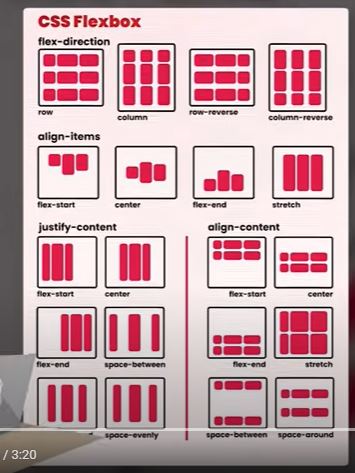 CSS Flexbox
flex-direction
row
column
row-reverse
column-reverse
align-items
flex-start
center
flex-end
stretch
justify-content
flex-start
center
flex-end
space-between
space-evenly
align-content
flex-start
center
flex-end
stretch
space-between
space-around
/ 3:20